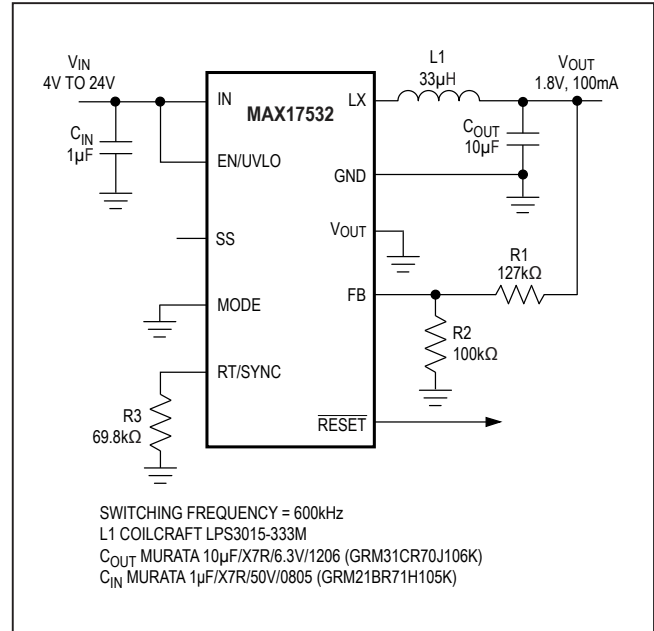 VIN
4V TO 24V
CIN
1µF
IN
MAX17532
LX
L1
33µH
VOUT
1.8V, 100mA
COUT
10µF
EN/UVLO
GND
SS
VOUT
MODE
FB
R1
127kΩ
R2
100kΩ
RT/SYNC
R3
69.8kΩ
RESET
SWITCHING FREQUENCY = 600kHz
L1 COILCRAFT LPS3015-333M
COUT MURATA 10µF/X7R/6.3V/1206 (GRM31CR70J106K)
CIN MURATA 1µF/X7R/50V/0805 (GRM21BR71H105K)